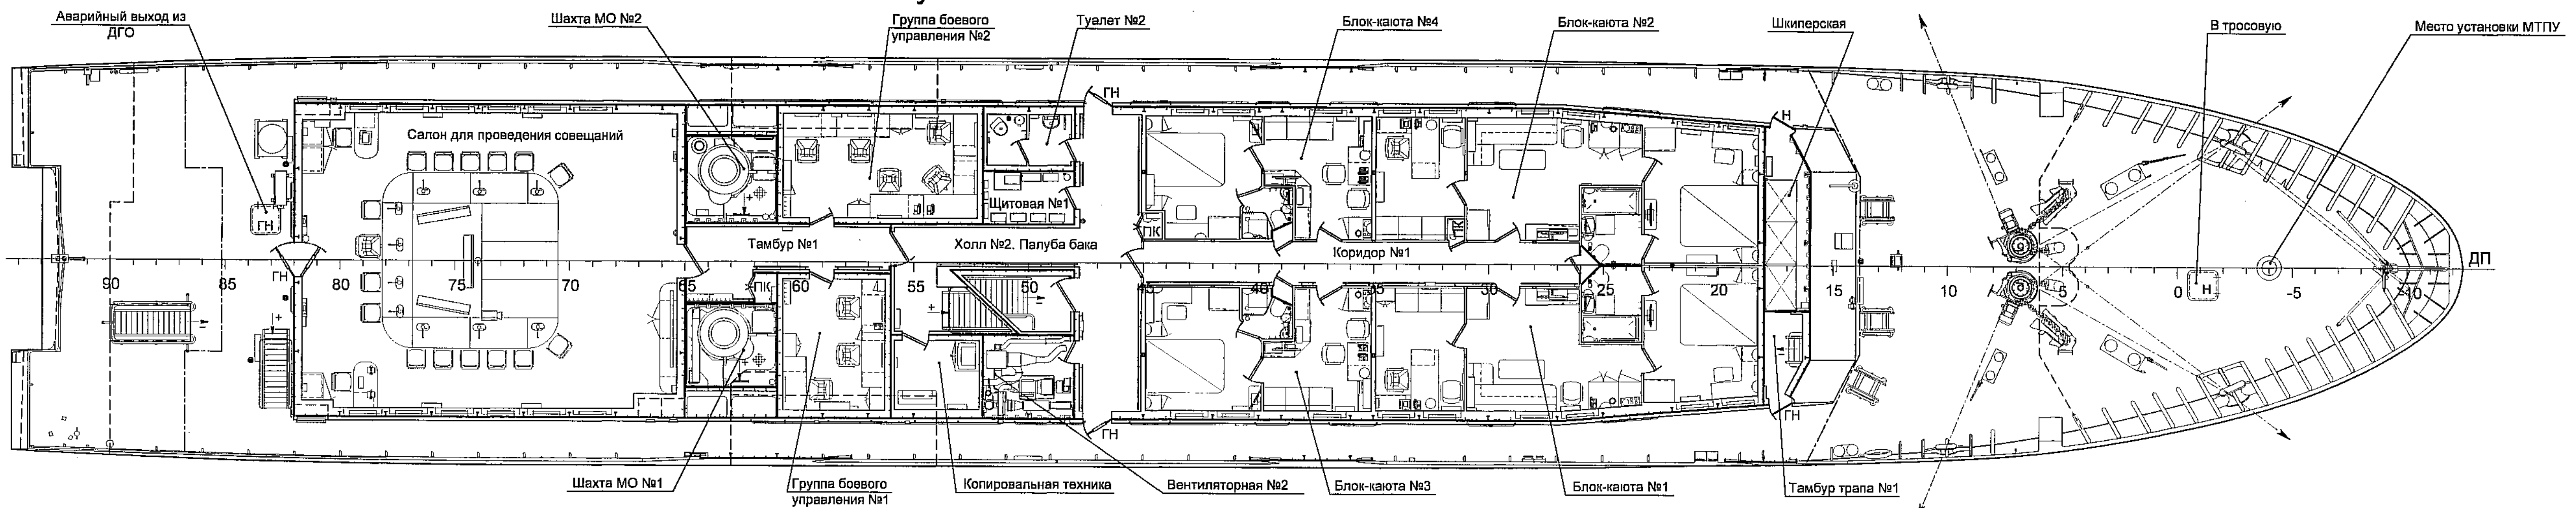 Аварийный выход из
ДГО
Шахта МО №2
Группа боевого
управления №2
Туалет №2
Блок-каюта №4
Блок-каюта №2
Шкиперская
В тросовую
Место установки МТПУ
ГН
Н
Салон для проведения совещаний
Щитовая №1
ПК
ПК
ГН
Тамбур №1
Холл №2. Палуба бака
Коридор №1
ГН
ДП
90
85
80
75
70
65
ПК
60
55
50
45
40
35
30
25
20
15
10
5
0
-5
-10
Н
ГН
ГН
Шахта МО №1
Группа боевого
управления №1
Копировальная техника
Вентиляторная №2
Блок-каюта №3
Блок-каюта №1
Тамбур трапа №1